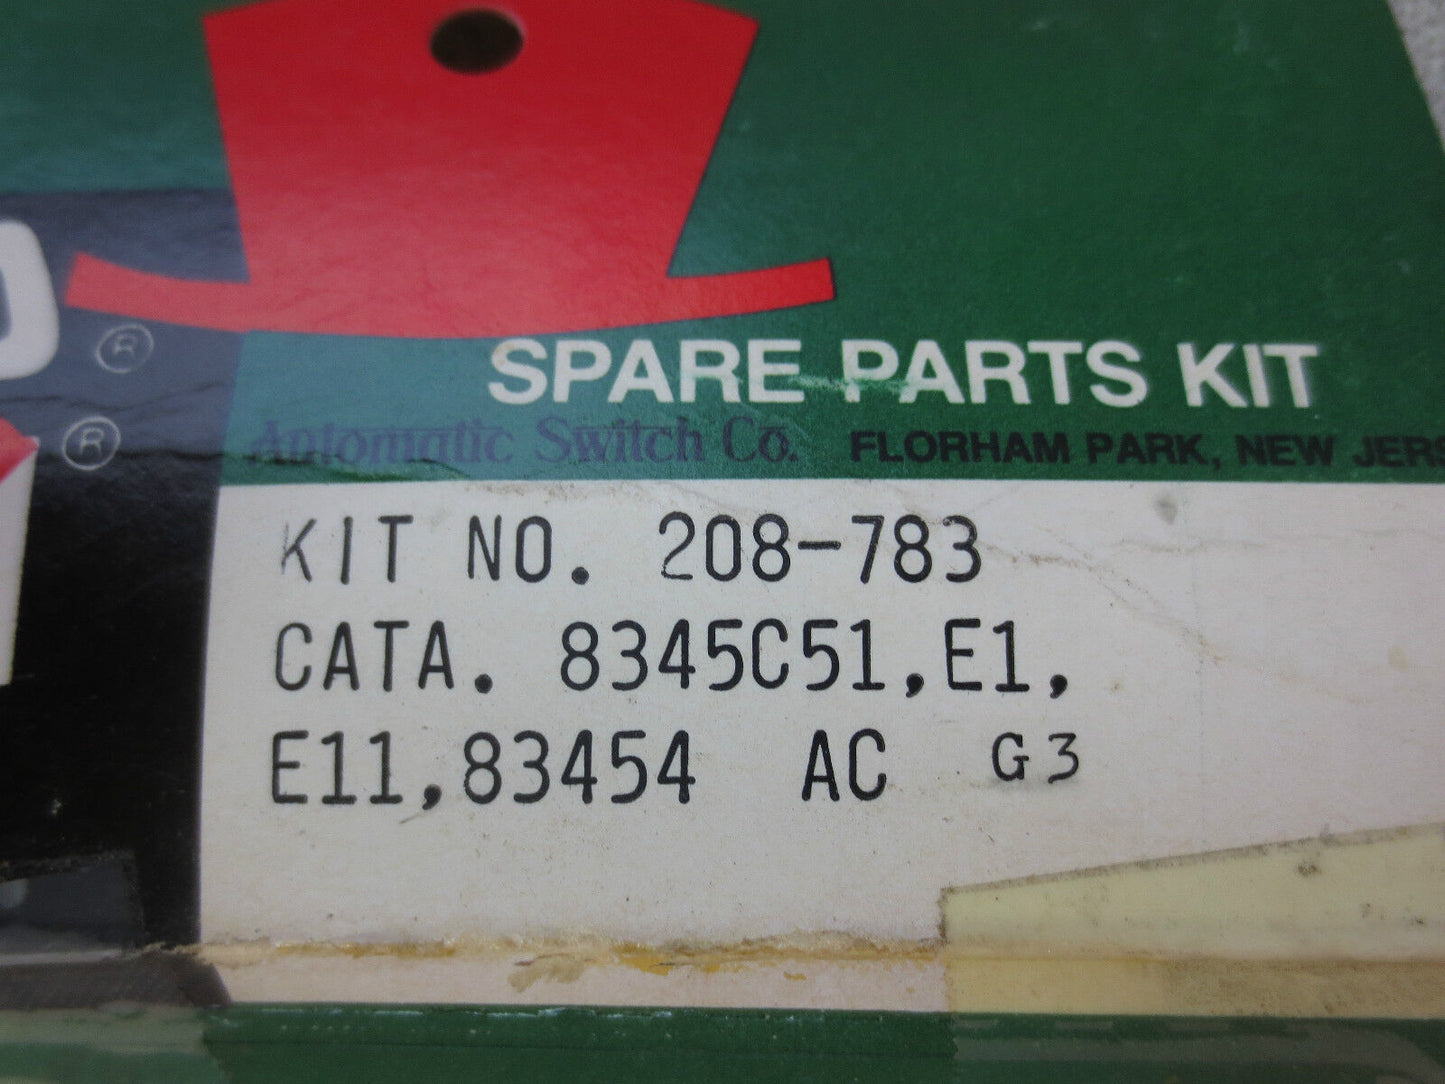 ®
®
SPARE PARTS KIT
Automatic Switch Co. FLORHAM PARK, NEW
KIT NO. 208-783
CATA. 8345C51,E1,
E11,83454 AC G3